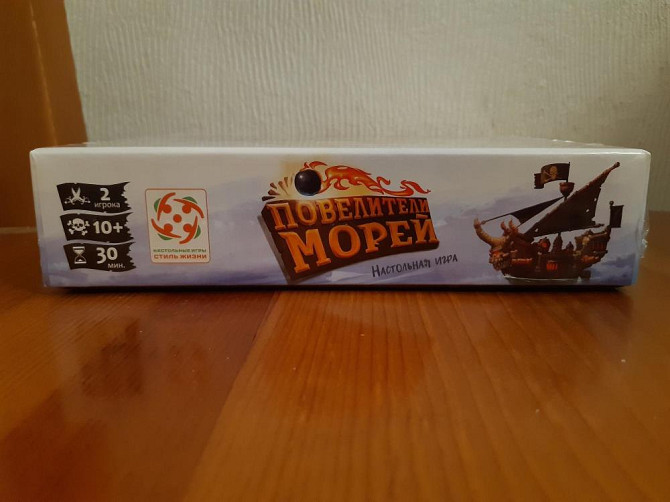 2
игрока
10+
30
мин.
НАСТОЛЬНЫЕ ИГРЫ
СТИЛЬ ЖИЗНИ
ПОВЕЛИТЕЛИ
МОРЕЙ
НАСТОЛЬНАЯ ИГРА